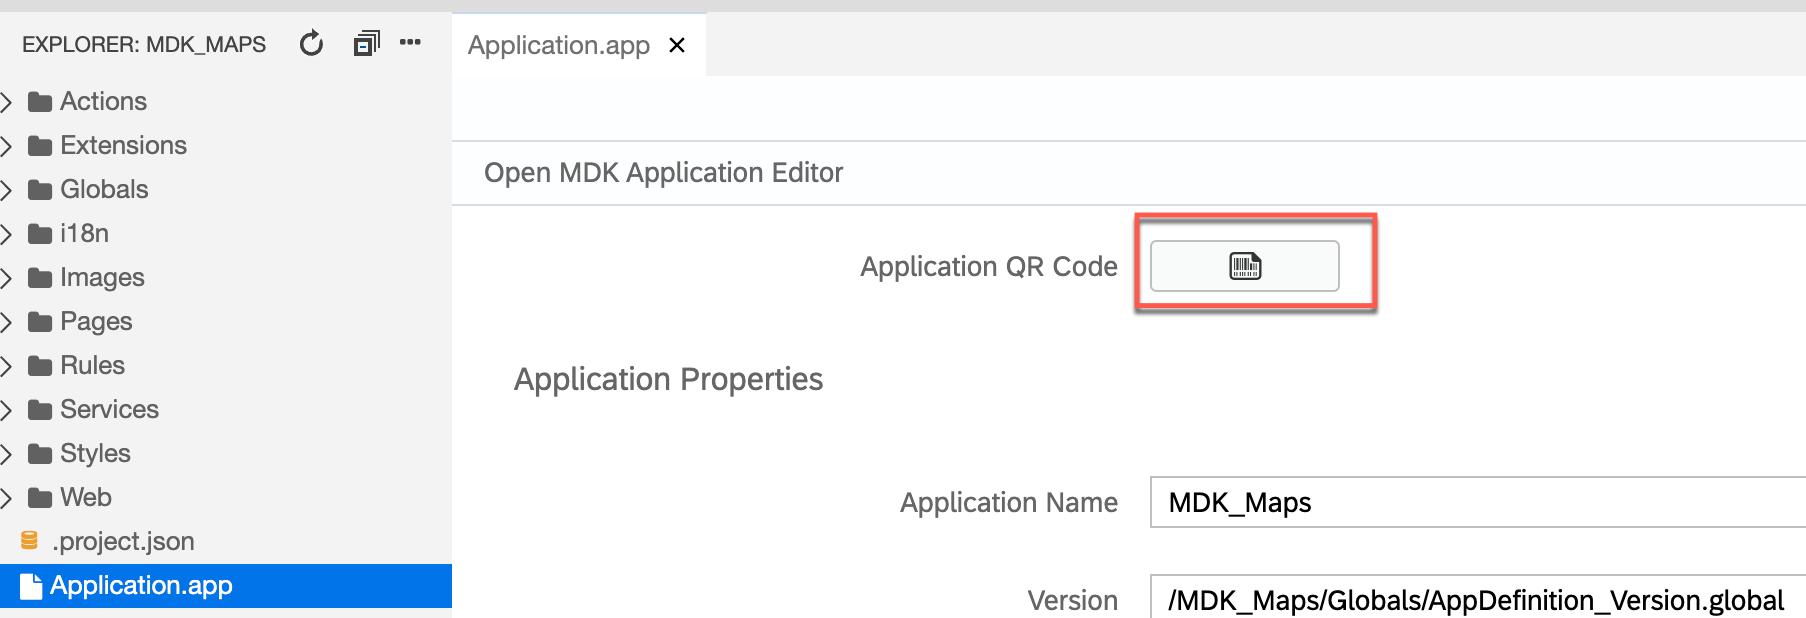 EXPLORER: MDK_MAPS
Actions
Extensions
Globals
i18n
Images
Pages
Rules
Services
Styles
Web
.project.json
Application.app
Application.app
Open MDK Application Editor
Application QR Code
Application Properties
Application Name MDK_Maps
Version /MDK_Maps/Globals/AppDefinition_Version.global